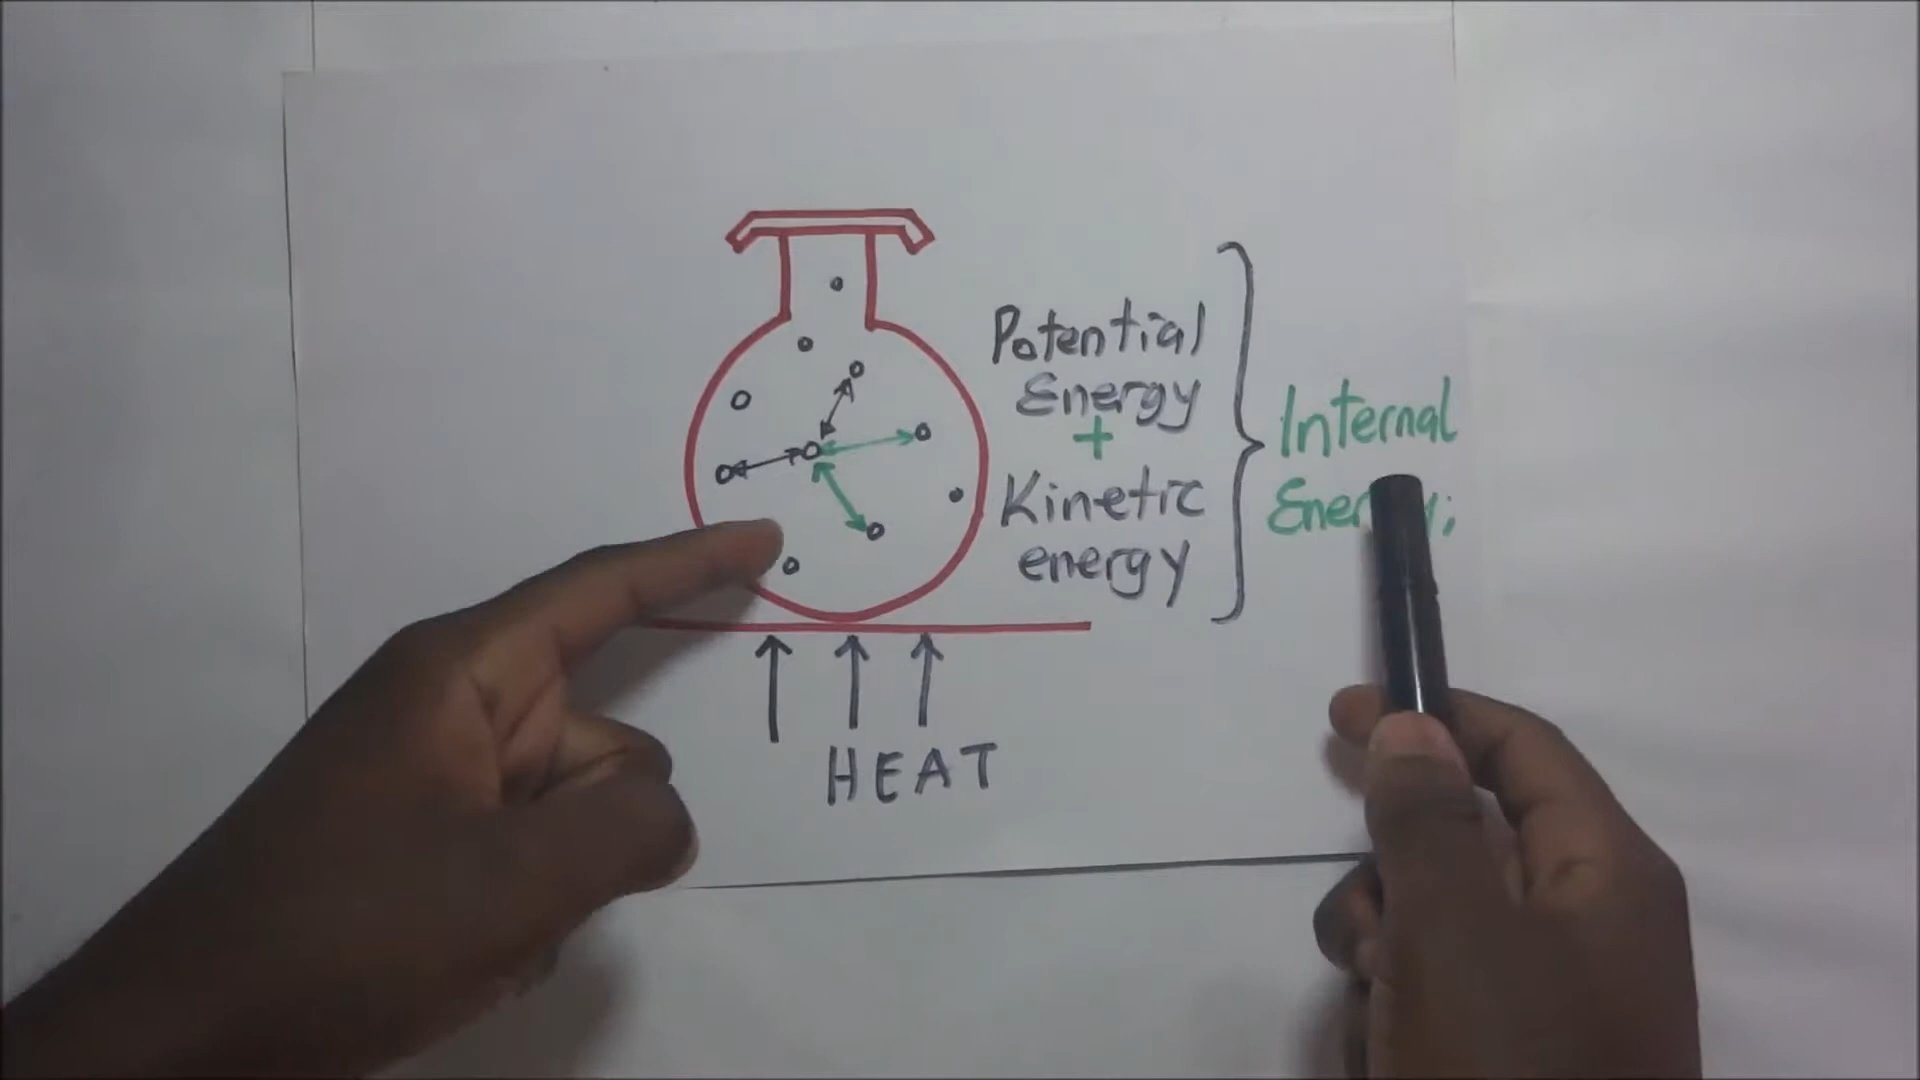 Potential
Energy
+
Kinetic
energy
Internal
HEAT